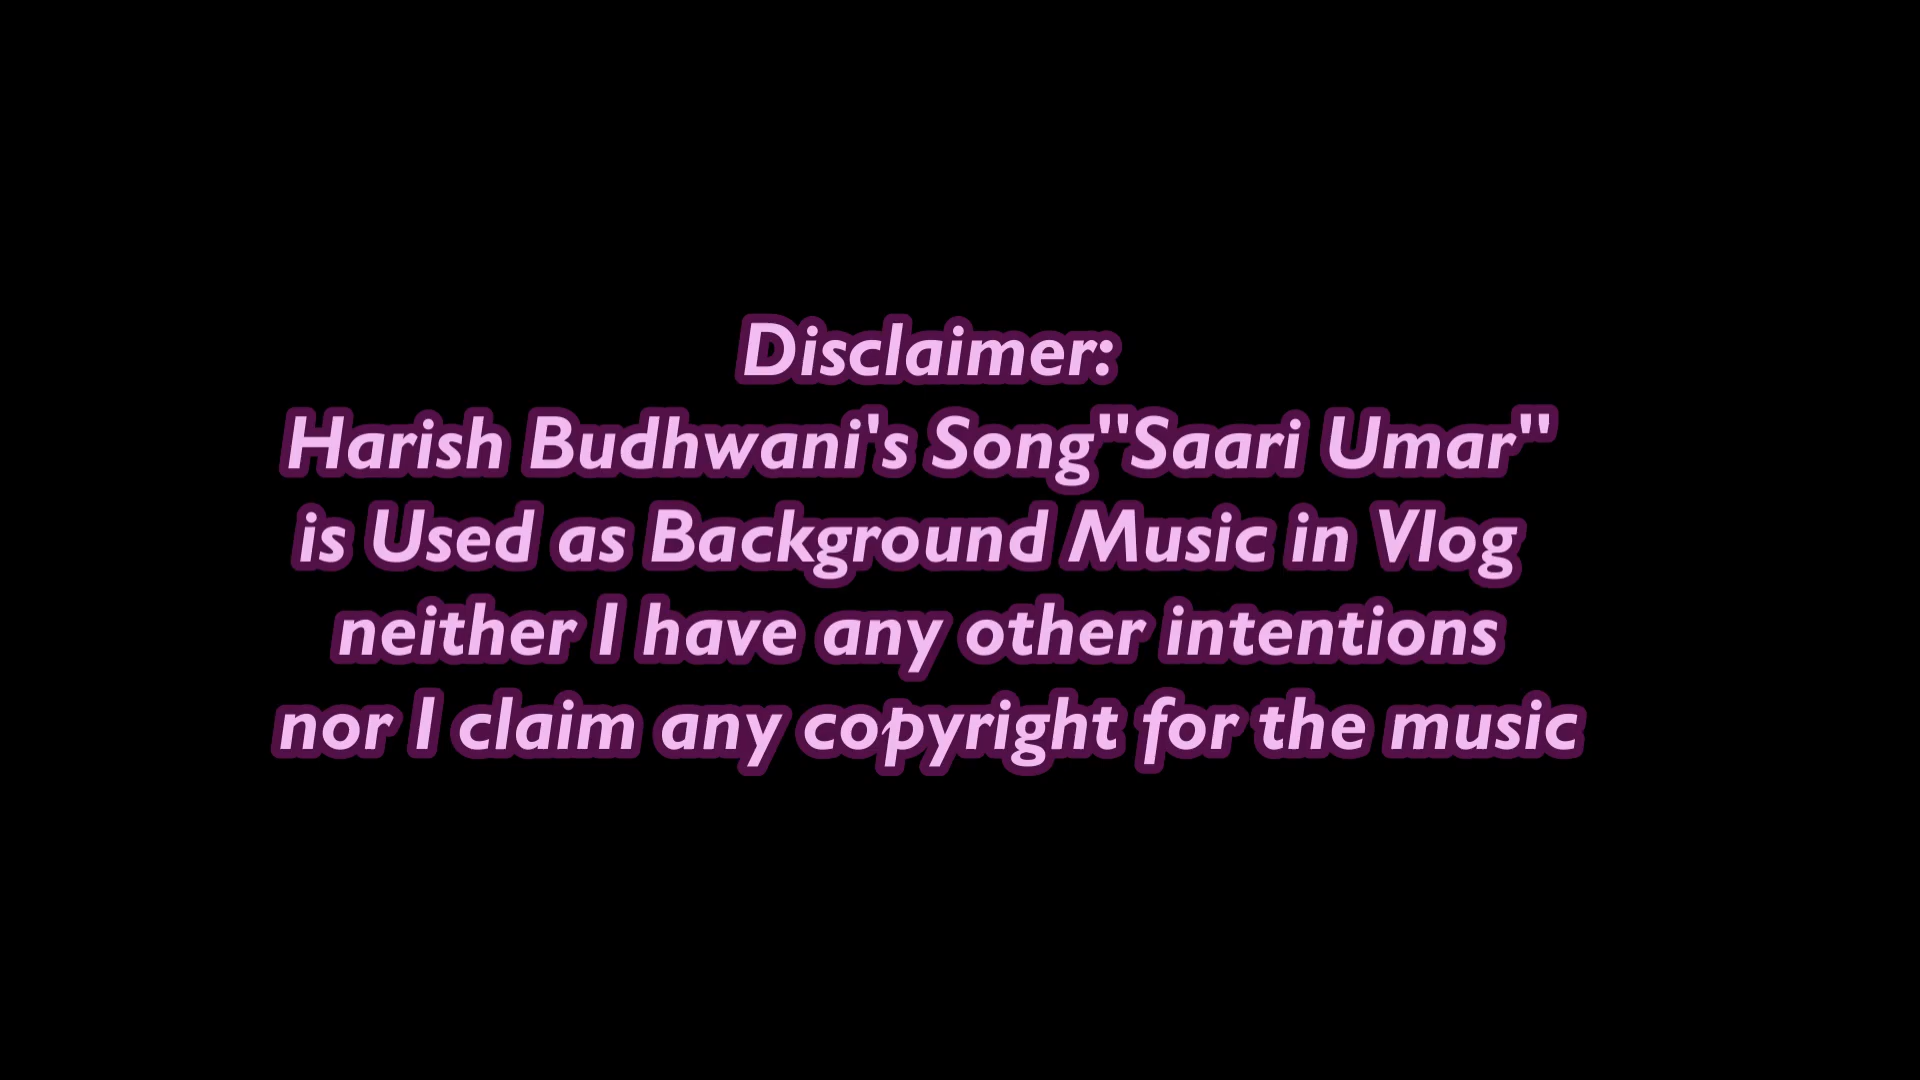 Disclaimer:
Harish Budhwani's Song"Saari Umar"
is Used as Background Music in Vlog
neither I have any other intentions
nor I claim any copyright for the music